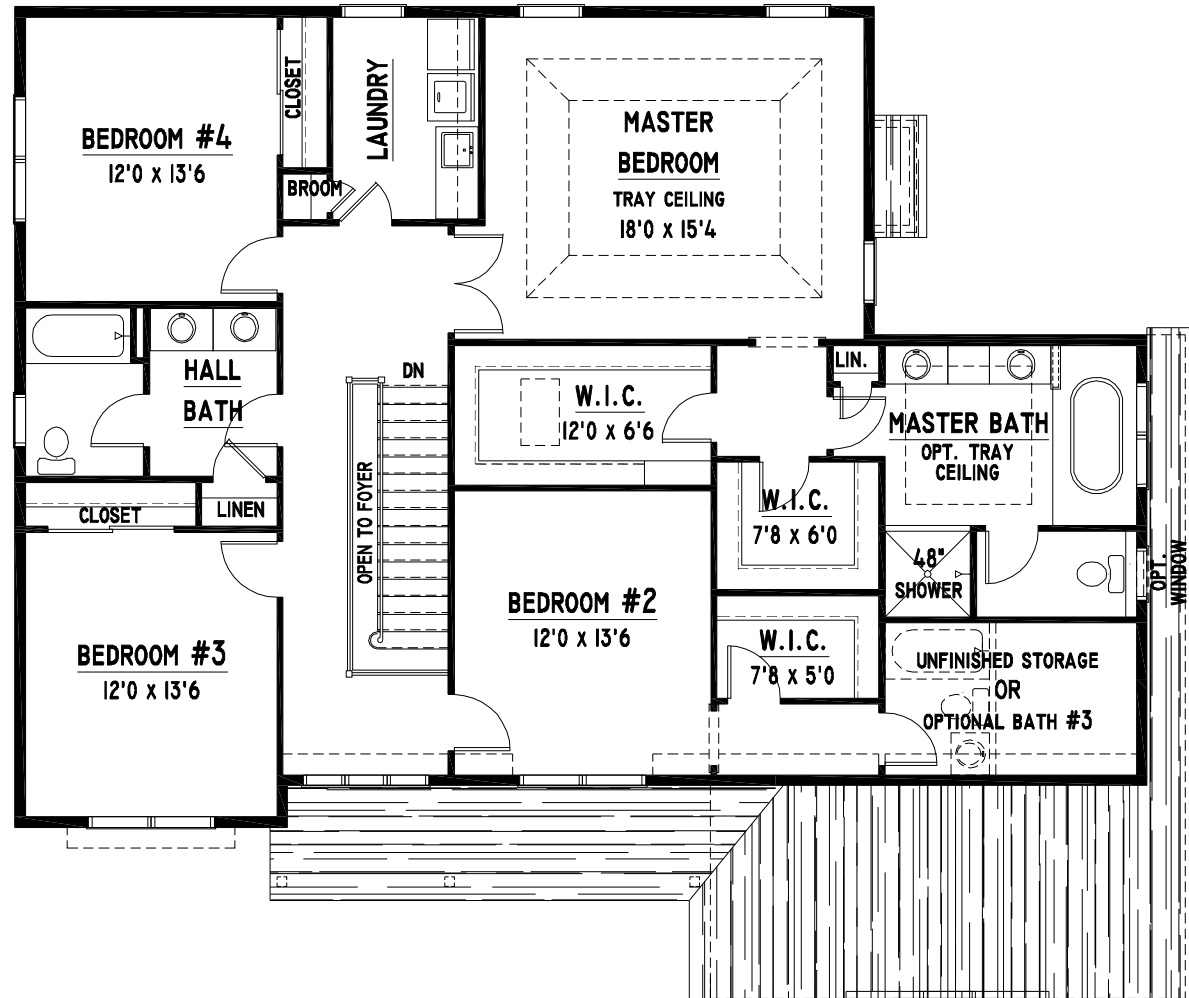 BEDROOM #4
12'0 X 13'6
CLOSET
BROOM
LAUNDRY
MASTER
BEDROOM
TRAY CEILING
18'0 X 15'4
HALL
BATH
DN
OPEN TO FOYER
W.I.C.
12'0 X 6'6
LIN.
MASTER BATH
OPT. TRAY
CEILING
W.I.C.
7'8 X 6'0
48"
SHOWER
OPT.
WINDOW
CLOSET
LINEN
BEDROOM #3
12'0 X 13'6
BEDROOM #2
12'0 X 13'6
W.I.C.
7'8 X 5'0
UNFINISHED STORAGE
OR
OPTIONAL BATH #3